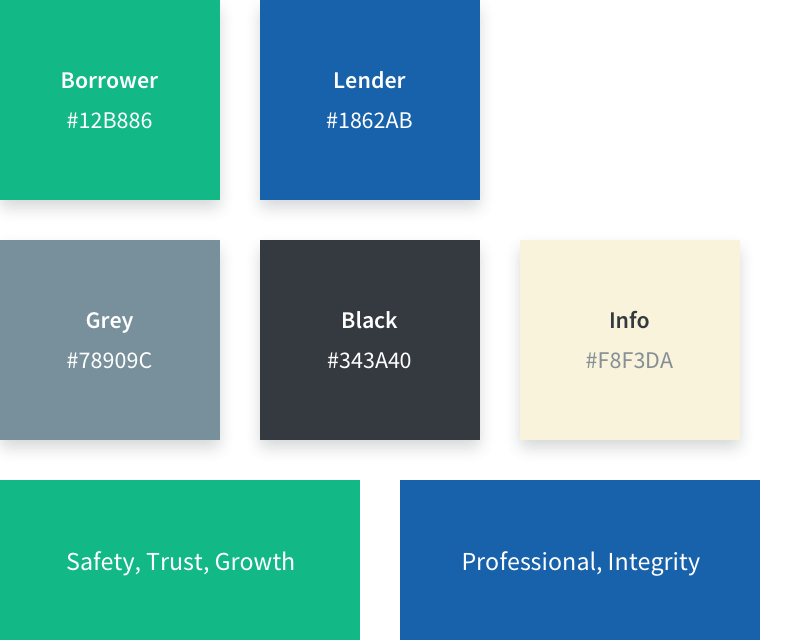 Borrower
#12B886
Lender
#1862AB
Grey
#78909C
Black
#343A40
Info
#F8F3DA
Safety, Trust, Growth
Professional, Integrity